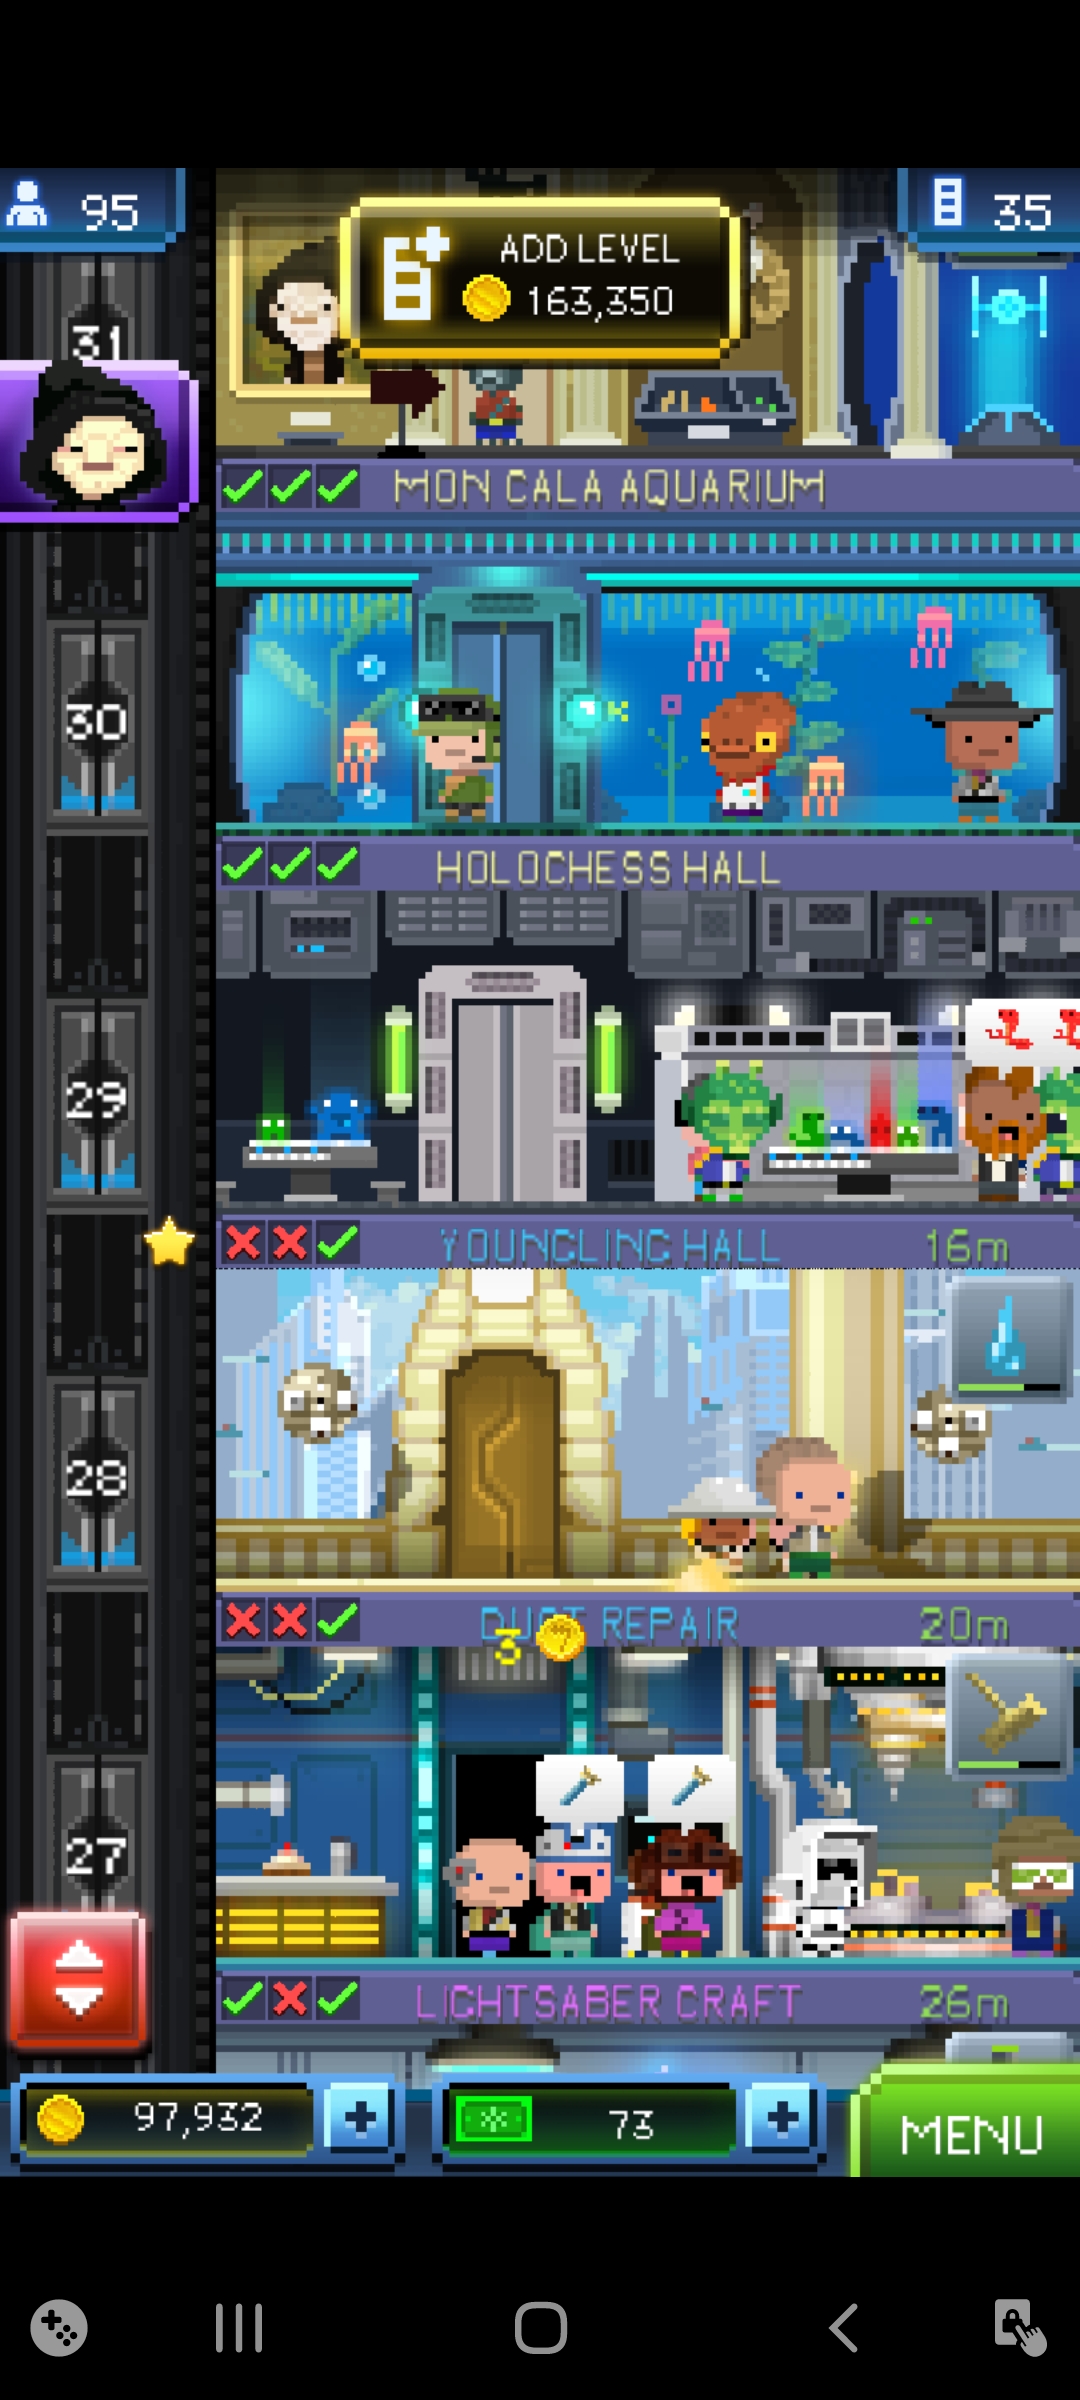 95
ADD LEVEL
163,350
35
31
MON CALA AQUARIUM
30
HOLOCHESS HALL
29
YOUNGLING HALL
16m
28
REPAIR
20m
3
27
LIGHTSABER CRAFT
26m
97,932
73
MENU